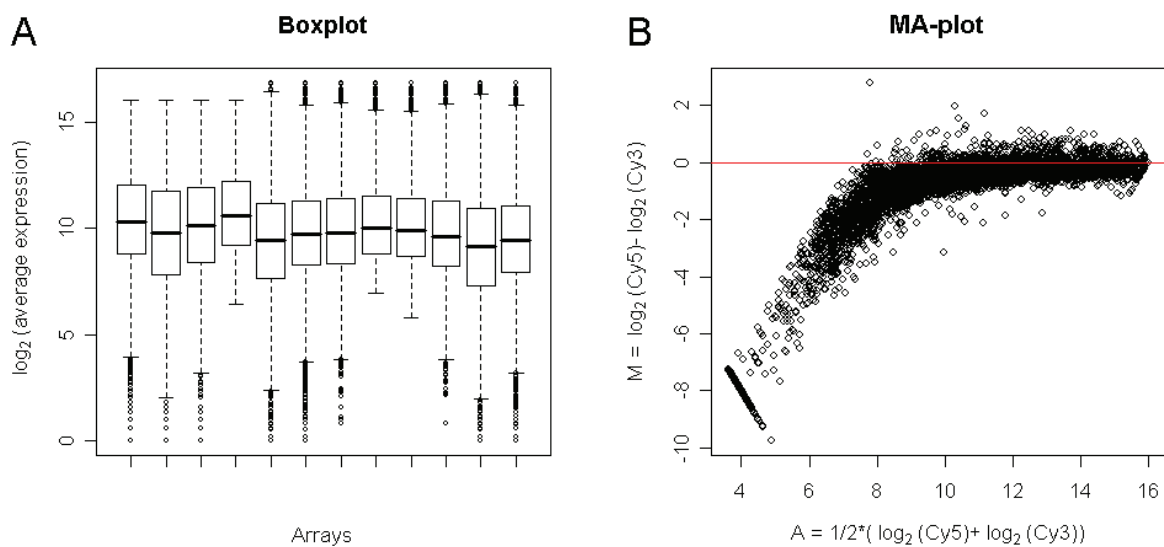 A
Boxplot
log2 (average expression)
15
10
5
0
Arrays
B
MA-plot
M = log2 (Cy5)- log2 (Cy3)
2
0
-2
-4
-6
-8
-10
4 6 8 10 12 14 16
A = 1/2*( log2 (Cy5)+ log2 (Cy3))